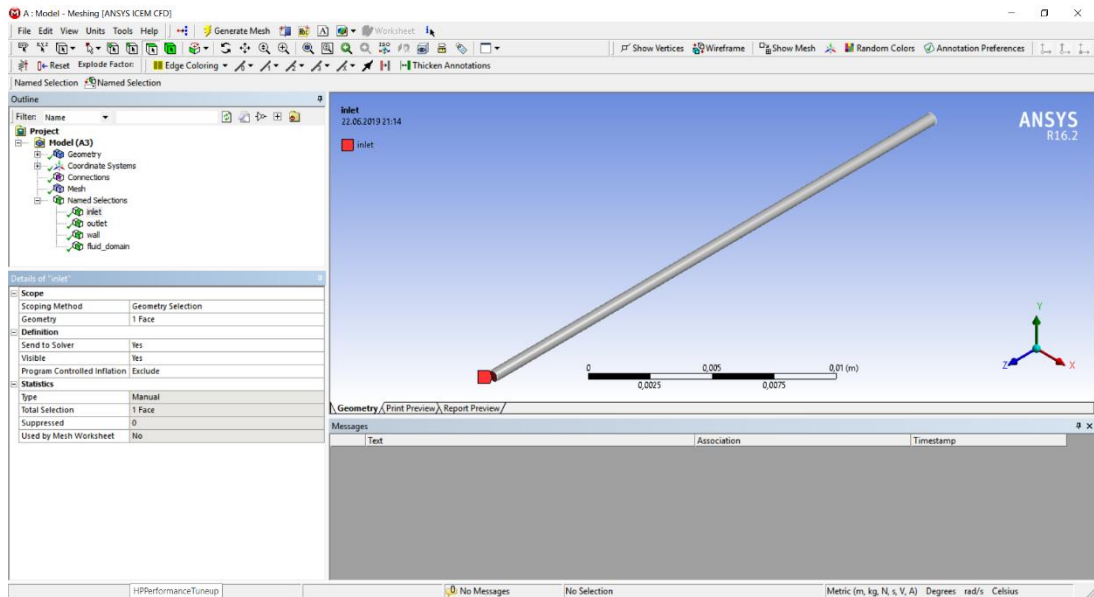 A : Model - Meshing [ANSYS ICEM CFD]
File Edit View Units Tools Help Generate Mesh A Worksheet
Show Vertices Wireframe Show Mesh Random Colors Annotation Preferences
Reset Explode Factor: Edge Coloring Thicken Annotations
Named Selection Named Selection
Outline
Filter: Name
Project
Model (A3)
Geometry
Coordinate Systems
Connections
Mesh
Named Selections
inlet
outlet
wall
fluid_domain
Details of "inlet"
Scope
Scoping Method Geometry Selection
Geometry 1 Face
Definition
Send to Solver Yes
Visible Yes
Program Controlled Inflation Exclude
Statistics
Type Manual
Total Selection 1 Face
Suppressed 0
Used by Mesh Worksheet No
inlet
22.06.2019 21:14
inlet
ANSYS
R16.2
Y
Z X
0 0,005 0,01 (m)
0,0025 0,0075
Geometry Print Preview Report Preview
Messages
Text Association Timestamp
HPPerformanceTuneup 0 No Messages No Selection Metric (m, kg, N, s, V, A) Degrees rad/s Celsius